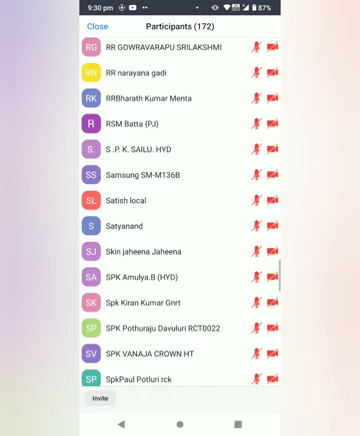 9:30 pm 87%
Close Participants (172)
RG RR GOWRAVARAPU SRILAKSHMI
RN RR narayana gadi
RK RRBharath Kumar Menta
R RSM Batta {PJ}
S. S .P. K. SAILU. HYD
SS Samsung SM-M136B
SL Satish local
S Satyanand
SJ Skin jaheena Jaheena
SA SPK Amulya.B (HYD)
SK Spk Kiran Kumar Gnrt
SP SPK Pothuraju Davuluri RCT0022
SV SPK VANAJA CROWN HT
SP SpkPaul Potluri rck
Invite